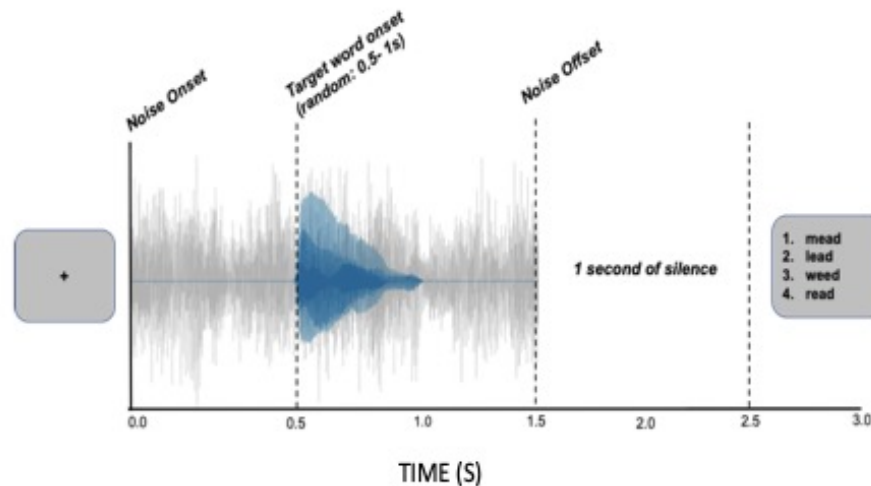 Noise Onset
Target word onset
(random: 0.5- 1s)
Noise Offset
+
1 second of silence
1. mead
2. lead
3. weed
4. read
0.0
0.5
1.0
1.5
2.0
2.5
3.0
TIME (S)